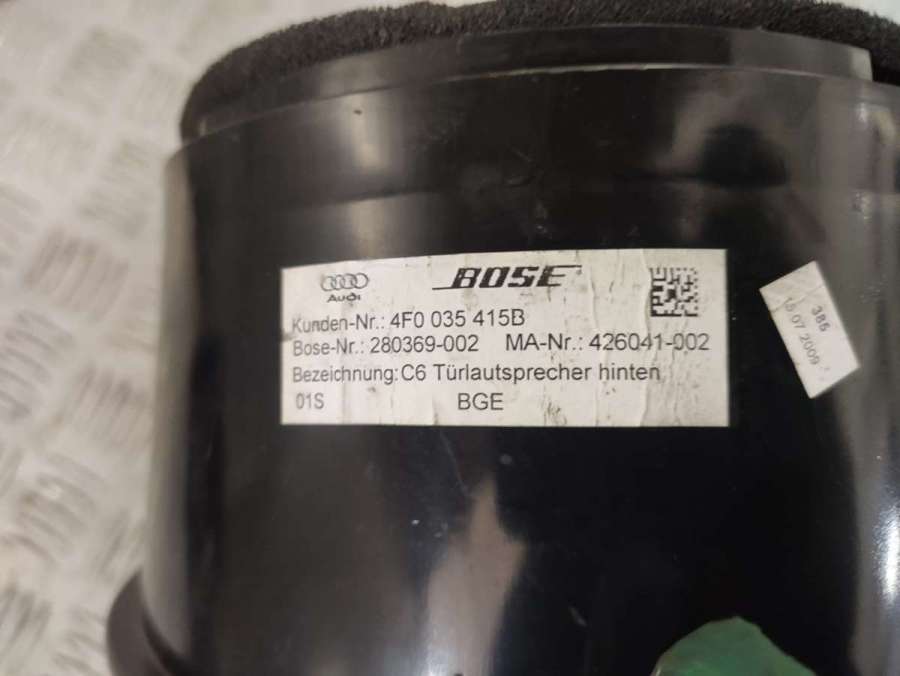 Audi
BOSE
Kunden-Nr.: 4F0 035 415B
Bose-Nr.: 280369-002 MA-Nr.: 426041-002
Bezeichnung:C6 Türlautsprecher hinten
01S BGE
385
07 2009